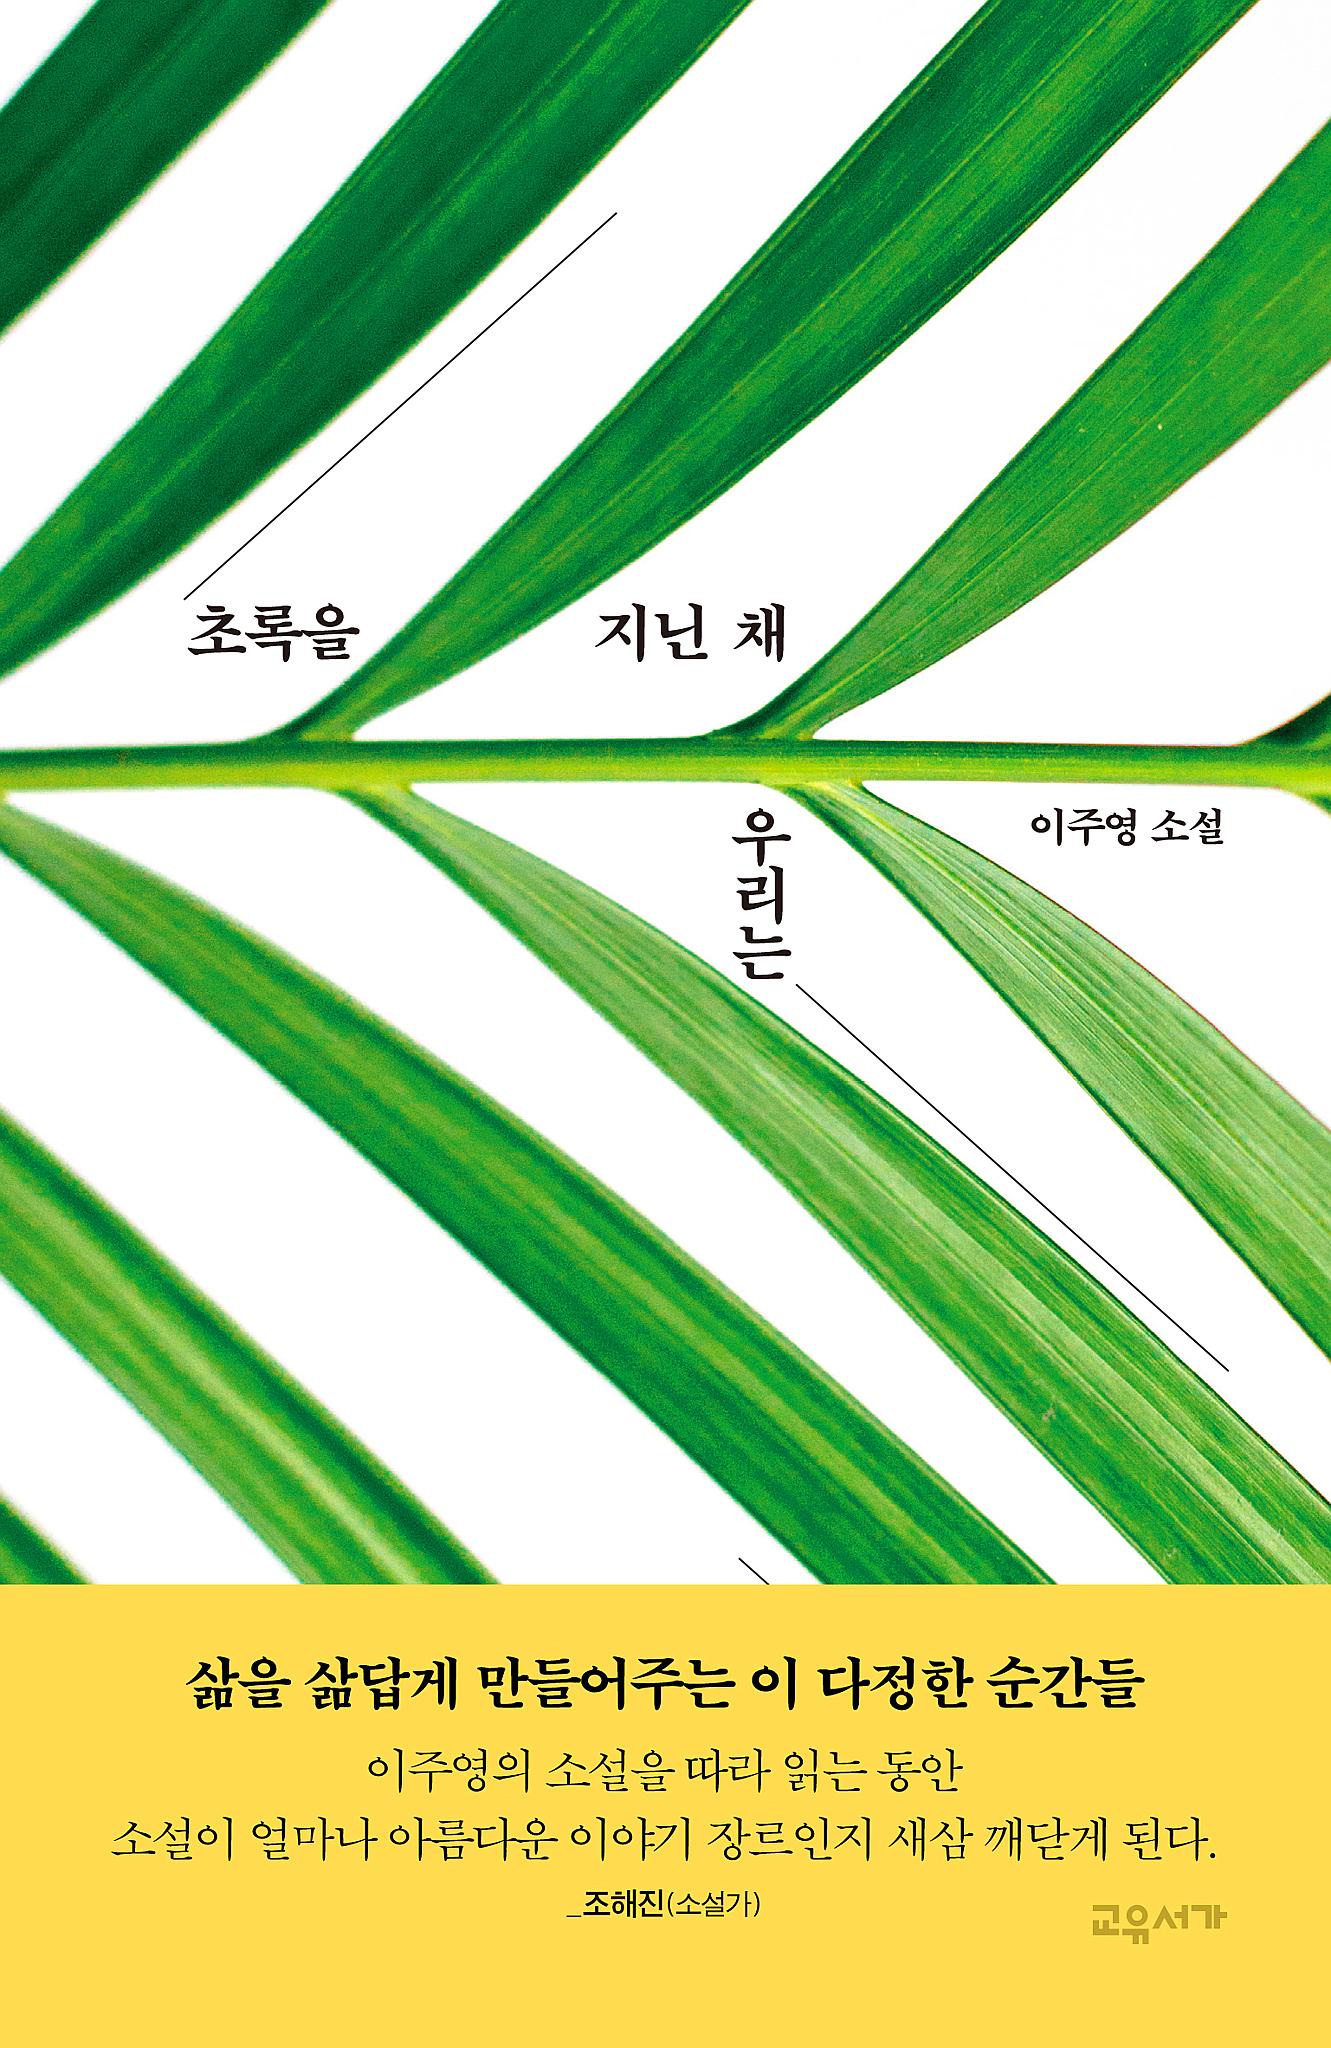 초록을 지닌 채
우리는
이주영 소설
삶을 삶답게 만들어주는 이 다정한 순간들
이주영의 소설을 따라 읽는 동안
소설이 얼마나 아름다운 이야기 장르인지 새삼 깨닫게 된다.
_조해진(소설가)
교유서가